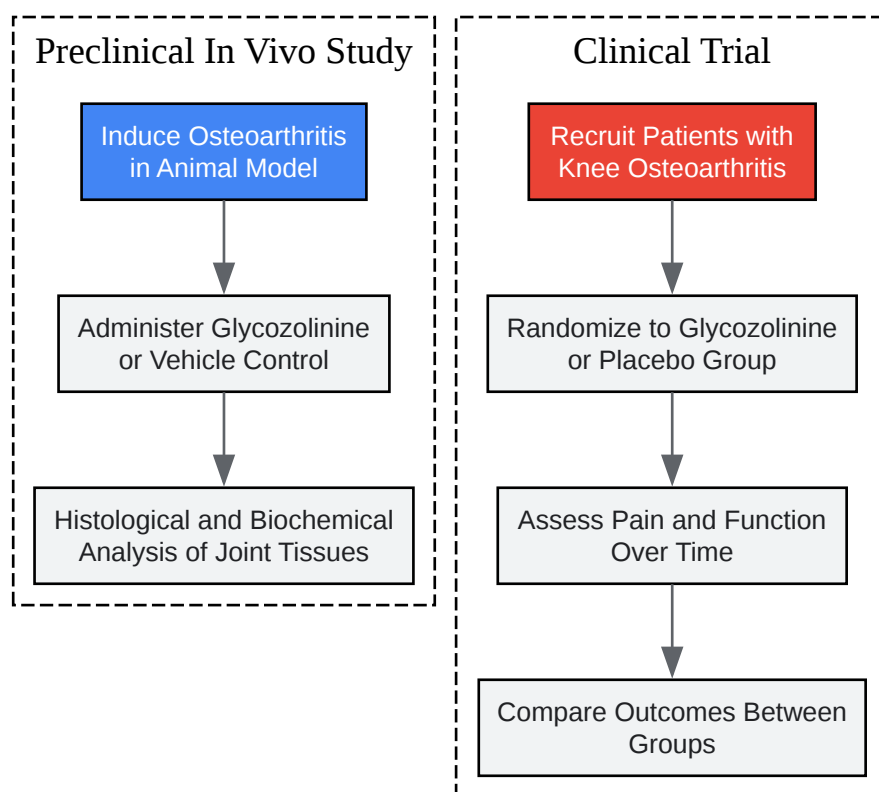 Preclinical In Vivo Study
Induce Osteoarthritis
in Animal Model
Administer Glycozolinine
or Vehicle Control
Histological and Biochemical
Analysis of Joint Tissues
Clinical Trial
Recruit Patients with
Knee Osteoarthritis
Randomize to Glycozolinine
or Placebo Group
Assess Pain and Function
Over Time
Compare Outcomes Between
Groups